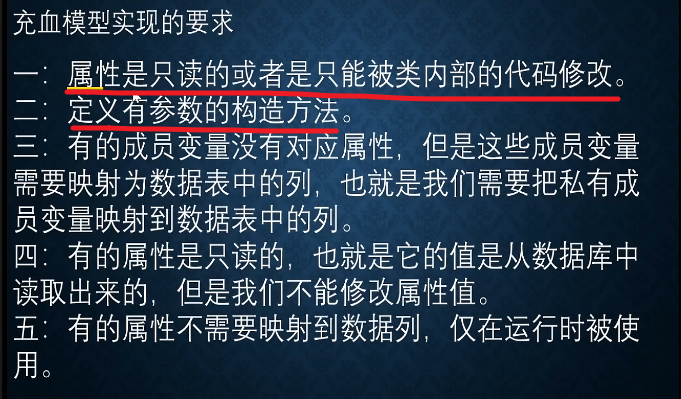 充血模型实现的要求
一：属性是只读的或者是只能被类内部的代码修改。
二：定义有参数的构造方法。
三：有的成员变量没有对应属性，但是这些成员变量
需要映射为数据表中的列，也就是我们需要把私有成
员变量映射到数据表中的列。
四：有的属性是只读的，也就是它的值是从数据库中
读取出来的，但是我们不能修改属性值。
五：有的属性不需要映射到数据列，仅在运行时被使
用。